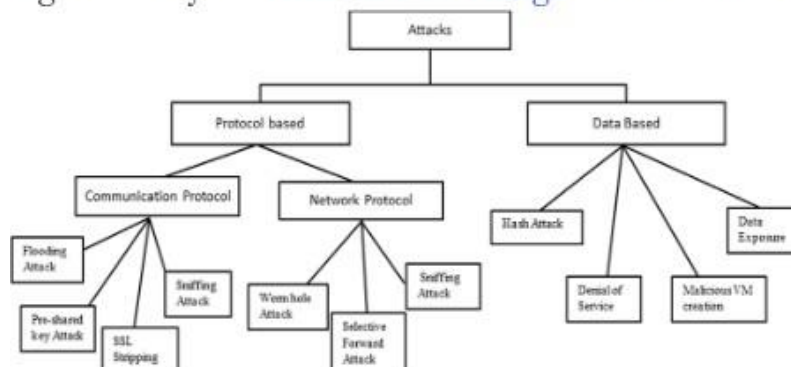 Attacks
Protocol based
Data Based
Communication Protocol
Network Protocol
Hash Attack
Data
Exposure
Flooding
Attack
Sniffing
Attack
Worm hole
Attack
Sniffing
Attack
Denial of
Service
Malicious VM
creation
Pre-shared
key Attack
SSL
Stripping
Selective
Forward
Attack